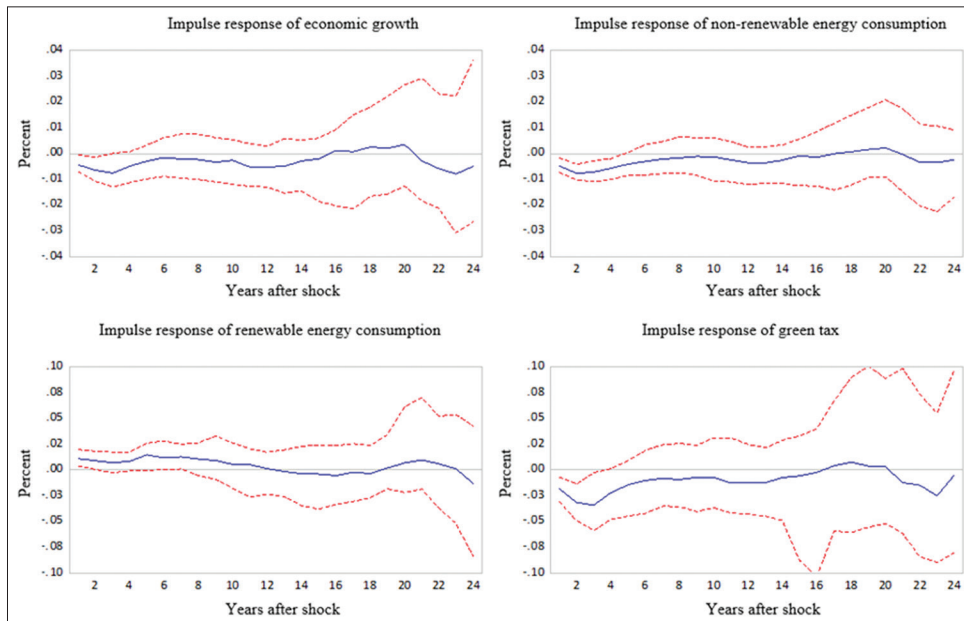 Impulse response of economic growth
.04
.03
.02
.01
.00
-.01
-.02
-.03
-.04
Percent
2 4 6 8 10 12 14 16 18 20 22 24
Years after shock
Impulse response of non-renewable energy consumption
.04
.03
.02
.01
.00
-.01
-.02
-.03
-.04
Percent
2 4 6 8 10 12 14 16 18 20 22 24
Years after shock
Impulse response of renewable energy consumption
.10
.08
.05
.02
.00
-.03
-.05
-.08
-.10
Percent
2 4 6 8 10 12 14 16 18 20 22 24
Years after shock
Impulse response of green tax
.10
.08
.05
.02
.00
-.03
-.05
-.08
-.10
Percent
2 4 6 8 10 12 14 16 18 20 22 24
Years after shock